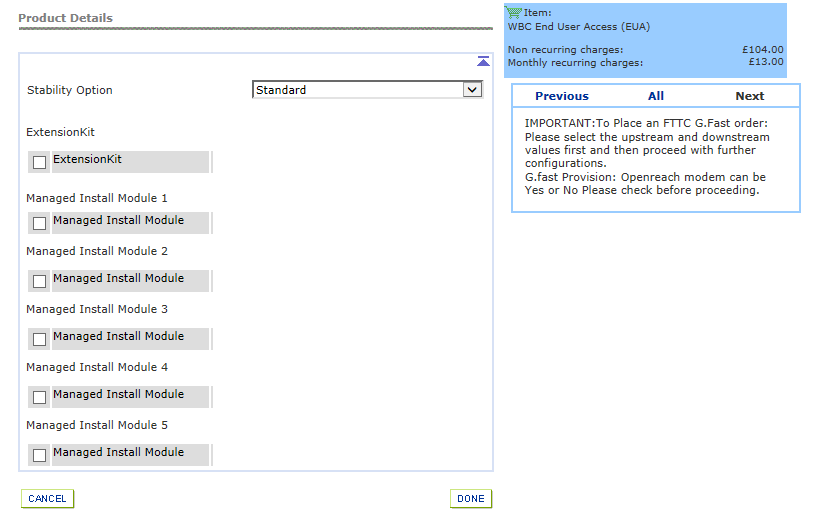 Product Details
Stability Option Standard
ExtensionKit
ExtensionKit
Managed Install Module 1
Managed Install Module
Managed Install Module 2
Managed Install Module
Managed Install Module 3
Managed Install Module
Managed Install Module 4
Managed Install Module
Managed Install Module 5
Managed Install Module
CANCEL DONE
Item:
WBC End User Access (EUA)
Non recurring charges: £104.00
Monthly recurring charges: £13.00
Previous All Next
IMPORTANT:To Place an FTTC G.Fast order:
Please select the upstream and downstream
values first and then proceed with further
configurations.
G.fast Provision: Openreach modem can be
Yes or No Please check before proceeding.